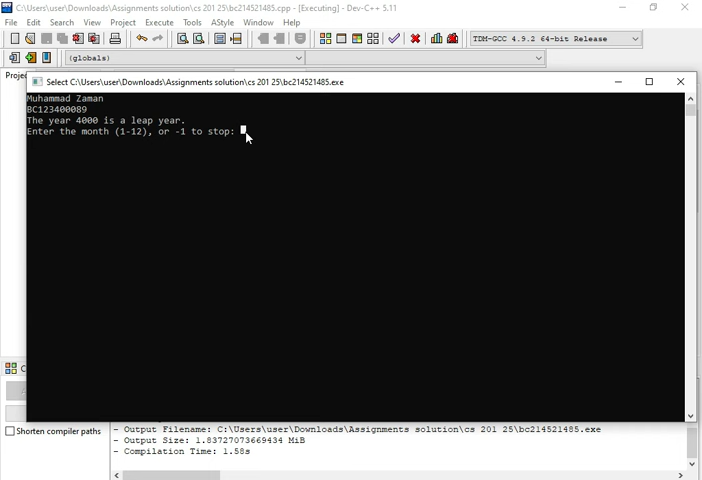 C:\Users\user\Downloads\Assignments solution\cs 201 25\bc214521485.cpp - [Executing] - Dev-C++ 5.11
File Edit Search View Project Execute Tools AStyle Window Help
TDM-GCC 4.9.2 64-bit Release
(globals)
Projec
Select C:\Users\user\Downloads\Assignments solution\cs 201 25\bc214521485.exe
Muhammad Zaman
BC123400089
The year 4000 is a leap year.
Enter the month (1-12), or -1 to stop:
C
Shorten compiler paths
- Output Filename: C:\Users\user\Downloads\Assignments solution\cs 201 25\bc214521485.exe
- Output Size: 1.83727073669434 MiB
- Compilation Time: 1.58s